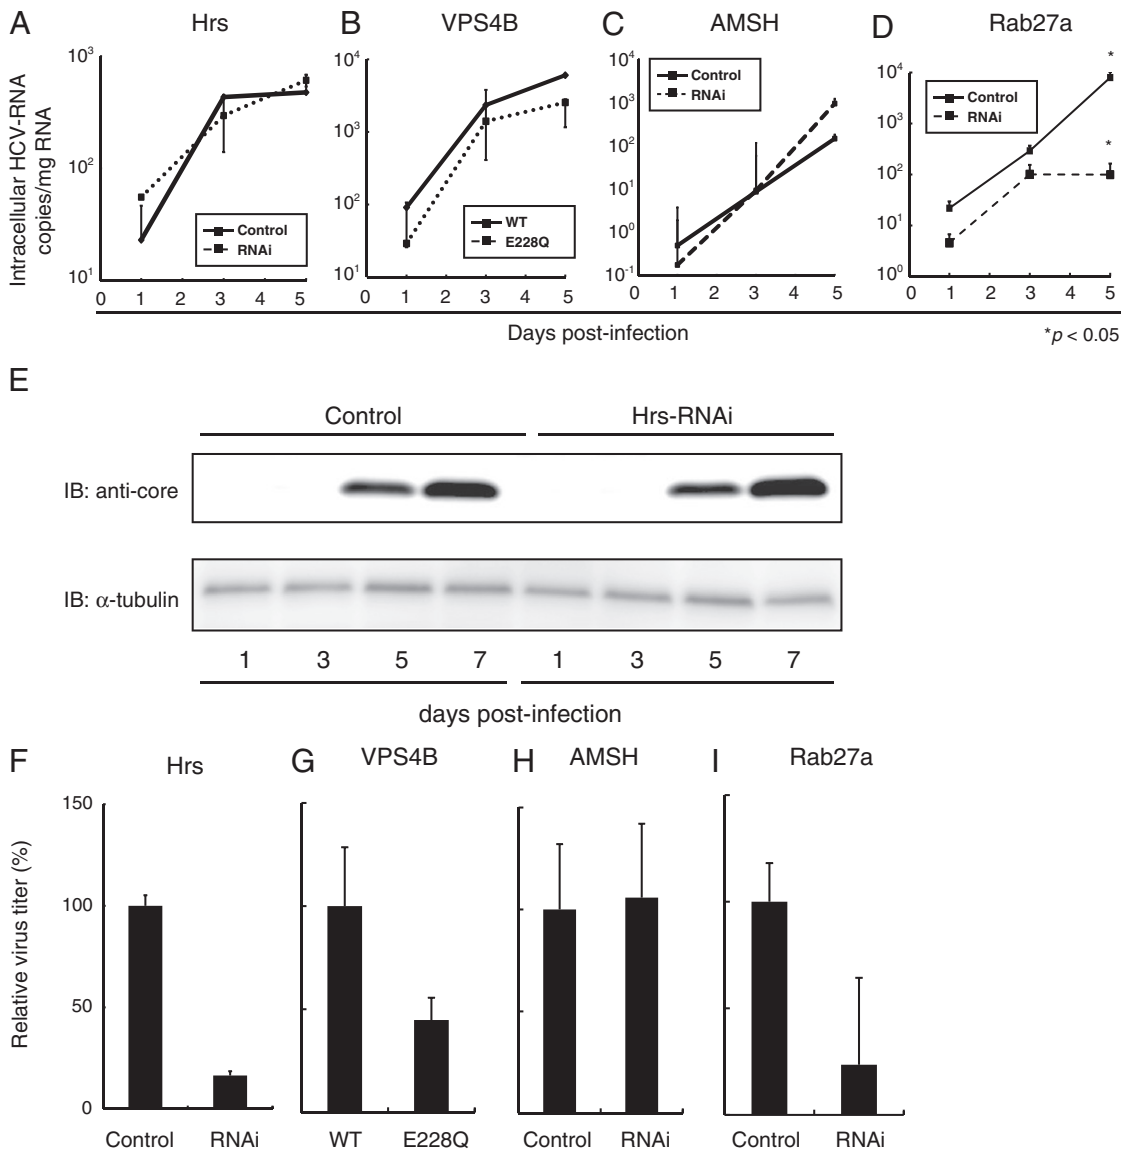 A Hrs B VPS4B C AMSH D Rab27a
Intracellular HCV-RNA
copies/mg RNA
10³
10²
10¹
0 1 2 3 4 5
Control
RNAi
10⁴
10³
10²
10¹
0 1 2 3 4 5
WT
E228Q
10⁴
10³
10²
10¹
10⁰
10⁻¹
0 1 2 3 4 5
Control
RNAi
10⁴
10³
10²
10¹
10⁰
0 1 2 3 4 5
Control
RNAi
*
*
Days post-infection
*p < 0.05
E
Control Hrs-RNAi
IB: anti-core
IB: α-tubulin
1 3 5 7 1 3 5 7
days post-infection
F Hrs G VPS4B H AMSH I Rab27a
Relative virus titer (%)
150
100
50
0
Control RNAi WT E228Q Control RNAi Control RNAi